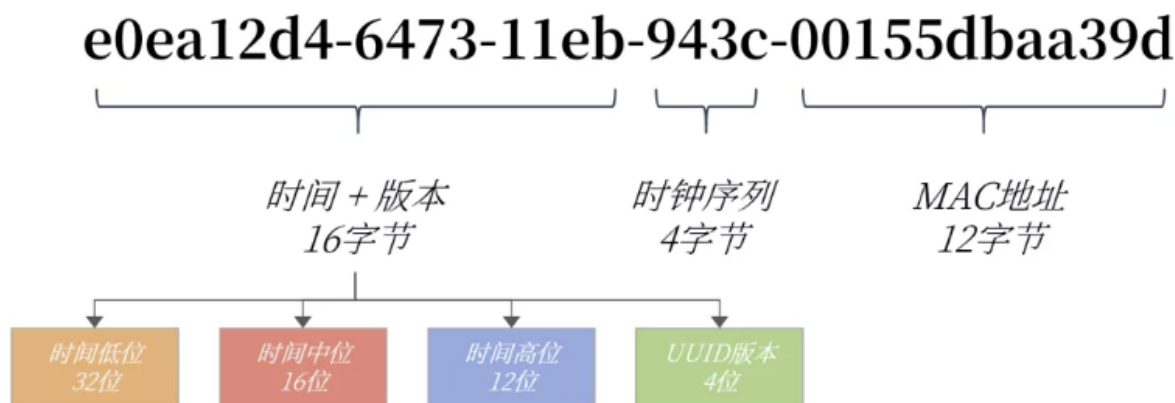 e0ea12d4-6473-11eb-943c-00155dbaa39d
时间 + 版本
16字节
时钟序列
4字节
MAC地址
12字节
时间低位
32位
时间中位
16位
时间高位
12位
UUID版本
4位